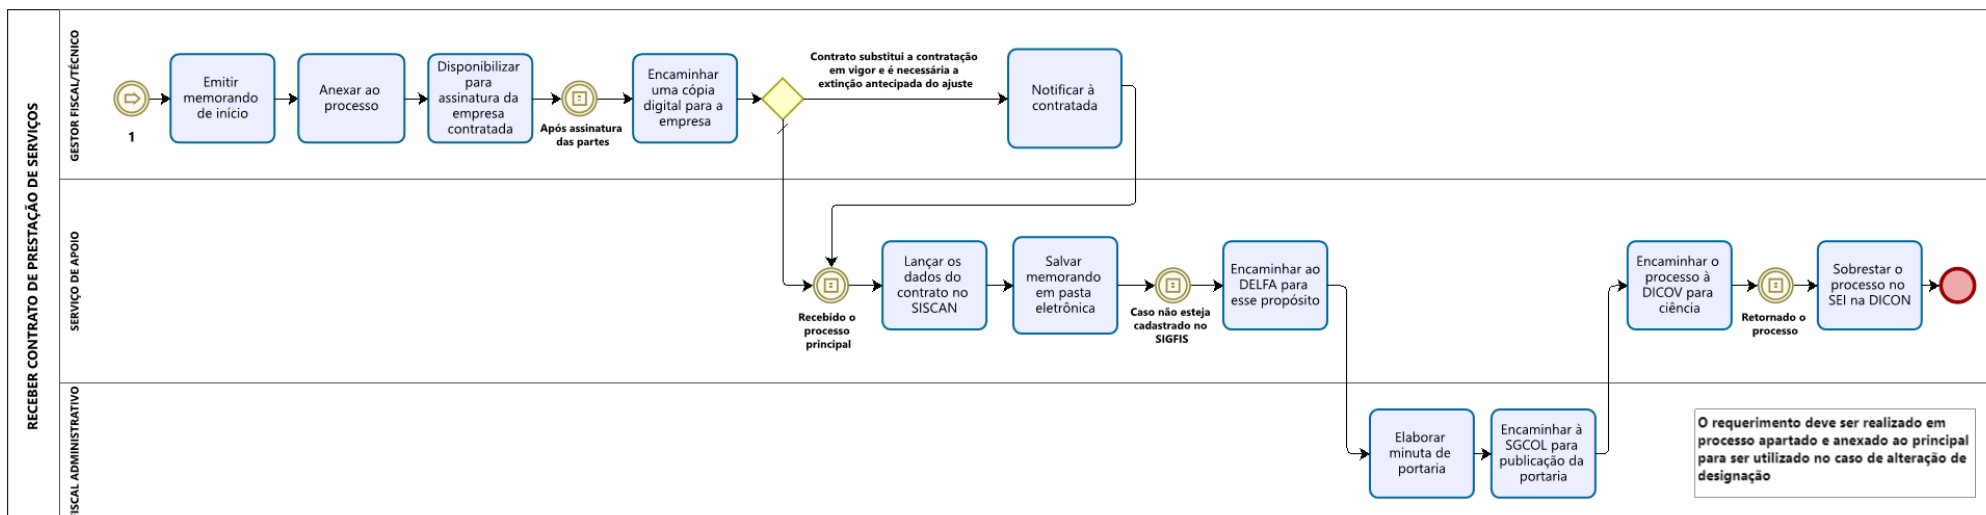 RECEBER CONTRATO DE PRESTAÇÃO DE SERVIÇOS
GESTOR FISCAL/TÉCNICO
1
Emitir
memorando
de início
Anexar ao
processo
Disponibilizar
para
assinatura da
empresa
contratada
Após assinatura
das partes
Encaminhar
uma cópia
digital para a
empresa
Contrato substitui a contratação
em vigor e é necessária a
extinção antecipada do ajuste
Notificar à
contratada
SERVIÇO DE APOIO
Recebido o
processo
principal
Lançar os
dados do
contrato no
SISCAN
Salvar
memorando
em pasta
eletrônica
Caso não esteja
cadastrado no
SIGFIS
Encaminhar ao
DELFA para
esse propósito
Encaminhar o
processo à
DICOV para
ciência
Retornado o
processo
Sobrestar o
processo no
SEI na DICON
FISCAL ADMINISTRATIVO
Elaborar
minuta de
portaria
Encaminhar à
SGCOL para
publicação da
portaria
O requerimento deve ser realizado em
processo apartado e anexado ao principal
para ser utilizado no caso de alteração de
designação